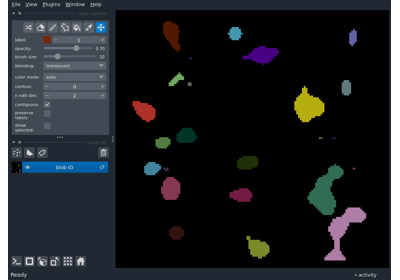 File View Plugins Window Help
label: 1
opacity: 0.70
brush size: 10
blending: translucent
color mode: auto
contour: 0
n edit dim: 2
contiguous:
preserve labels:
show selected:
blob ID
Ready
activity